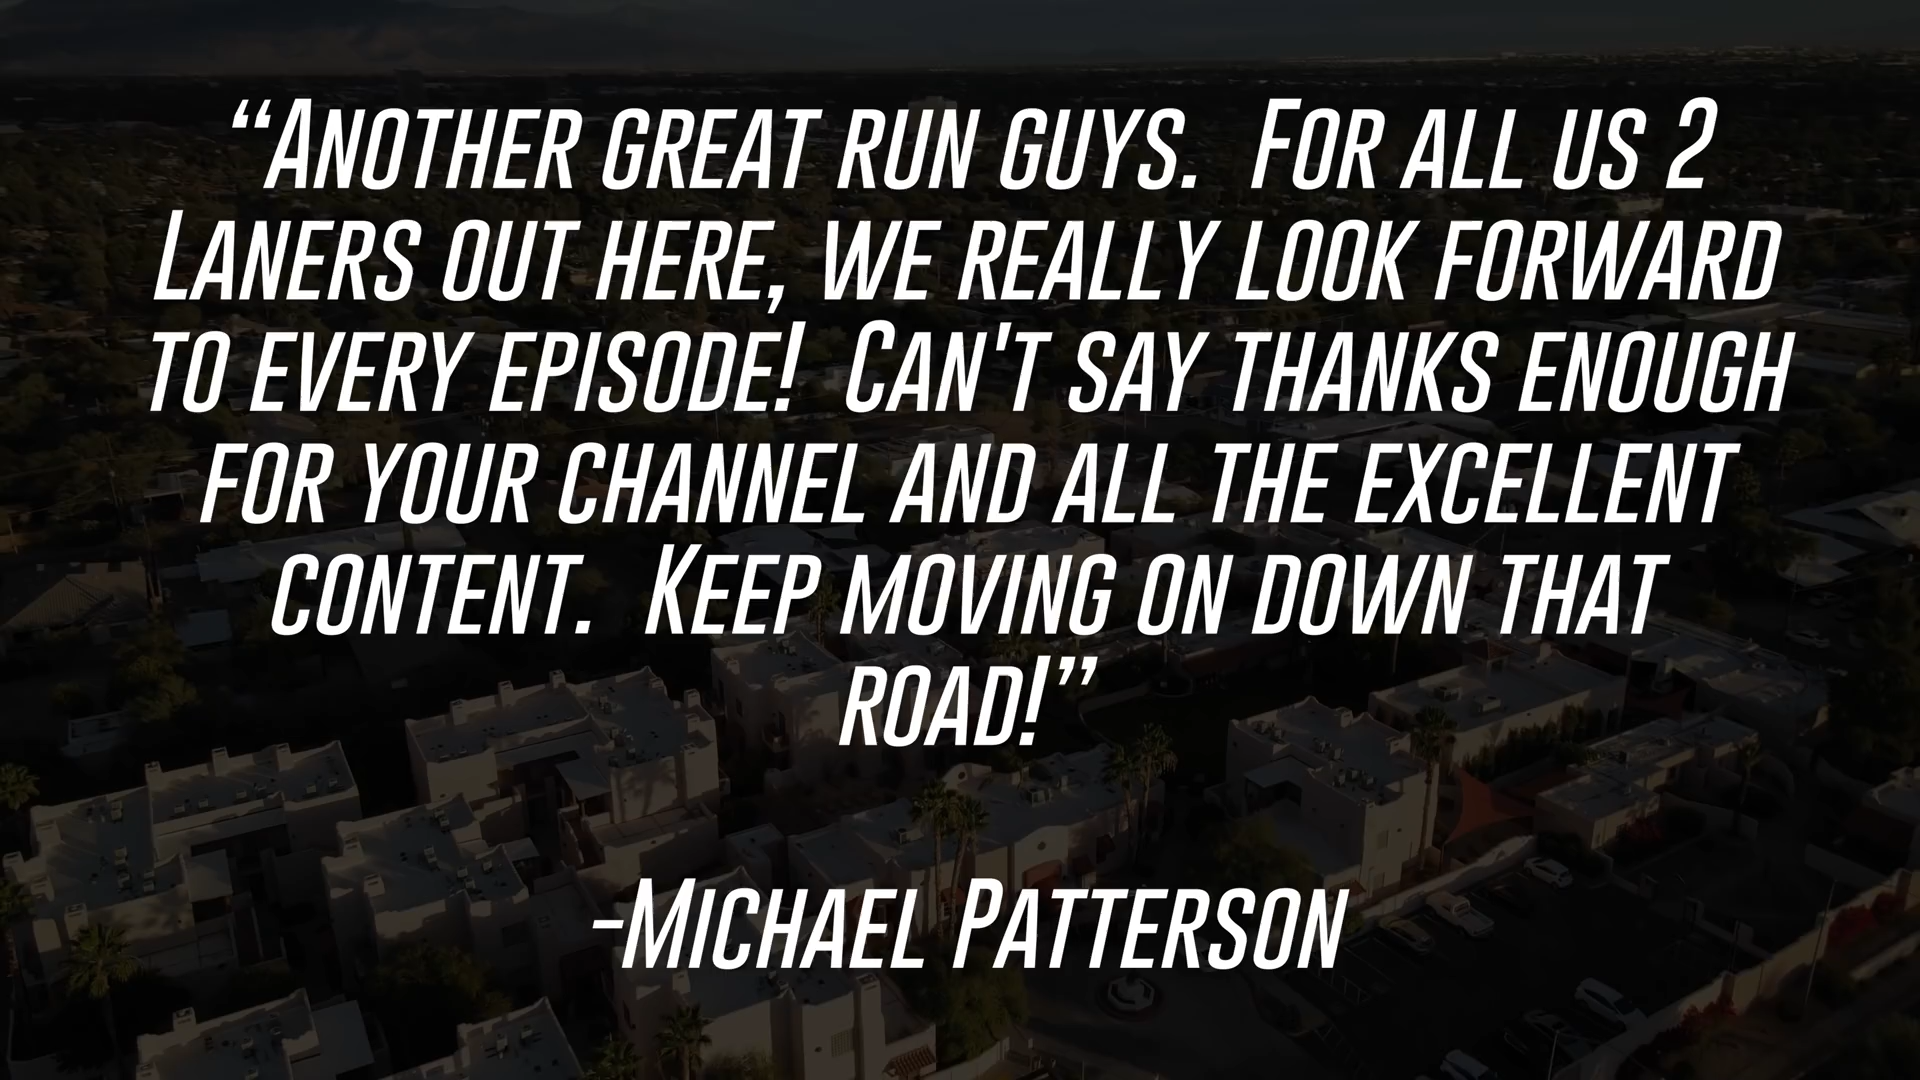 “Another great run guys.  For all us 2
Laners out here, we really look forward
to every episode!  Can't say thanks enough
for your channel and all the excellent
content.  Keep moving on down that
road!”
-Michael Patterson